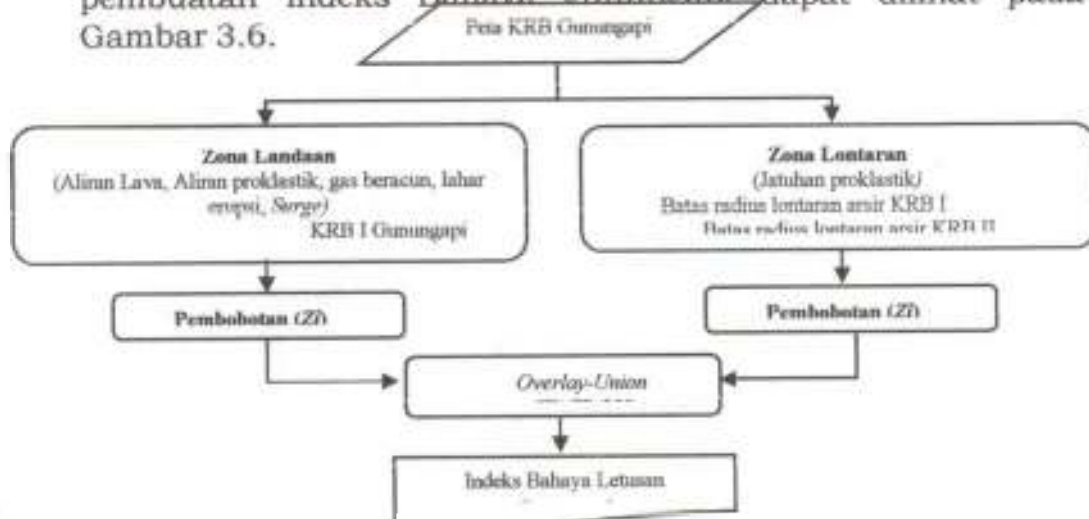 pembuatan Indeks dapat dilihat pada
Gambar 3.6.
Peta KRB Gunungapi
Zona Landaan
(Aliran Lava, Aliran proklastik, gas beracun, lahar
erupsi, Surge)
KRB I Gunungapi
Zona Lontaran
(Jatuhan proklastik)
Batas radius lontaran arsir KRB I
Batas radius lontaran arsir KRB II
Pembobotan (Zi)
Pembobotan (Zi)
Overlay-Union
Indeks Bahaya Letusan